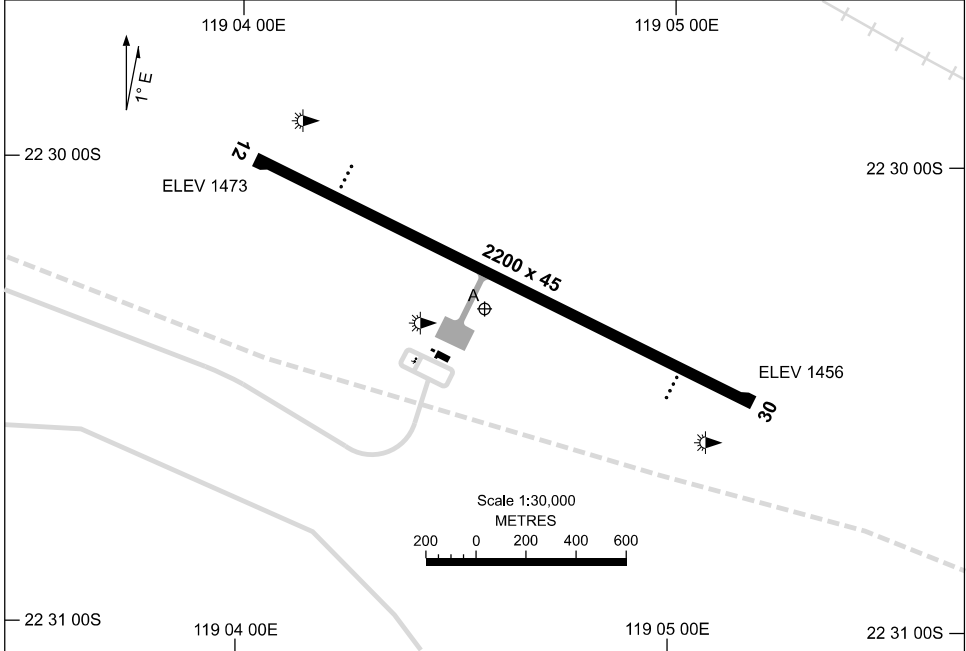 119 04 00E
119 05 00E
1° E
12
22 30 00S
22 30 00S
ELEV 1473
2200 x 45
A
ELEV 1456
30
Scale 1:30,000
METRES
200 0 200 400 600
22 31 00S
119 04 00E
119 05 00E
22 31 00S